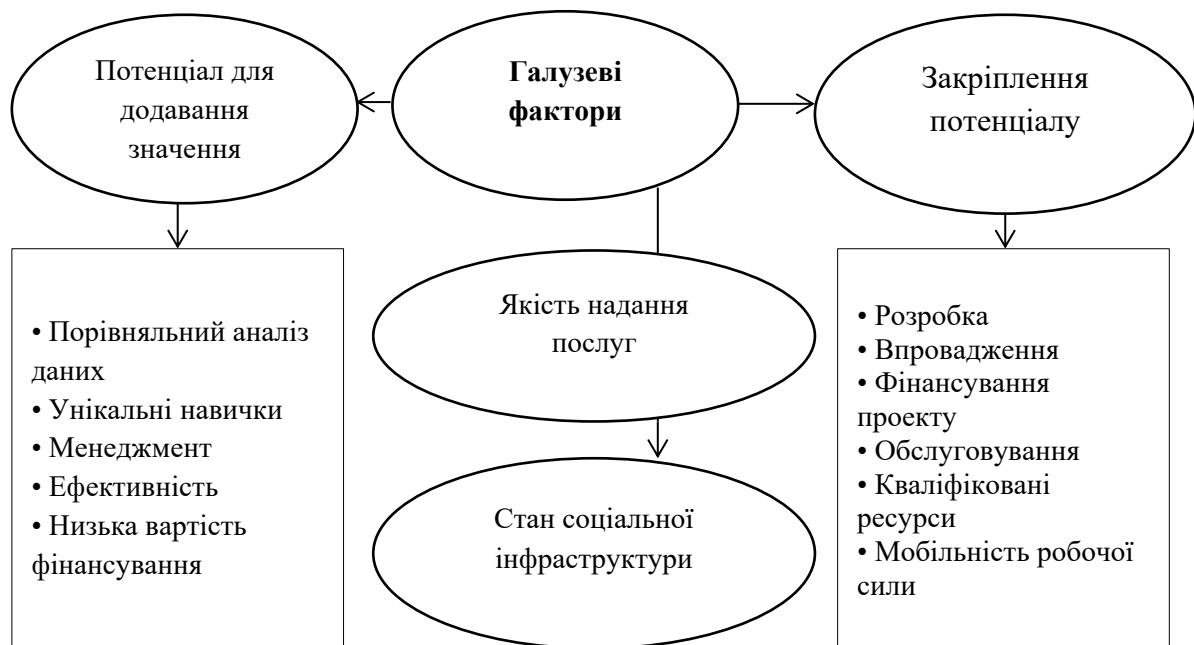 Потенціал для
додавання
значення
Галузеві
фактори
Закріплення
потенціалу
• Порівняльний аналіз
даних
• Унікальні навички
• Менеджмент
• Ефективність
• Низька вартість
фінансування
Якість надання
послуг
Стан соціальної
інфраструктури
• Розробка
• Впровадження
• Фінансування
проекту
• Обслуговування
• Кваліфіковані
ресурси
• Мобільність робочої
сили